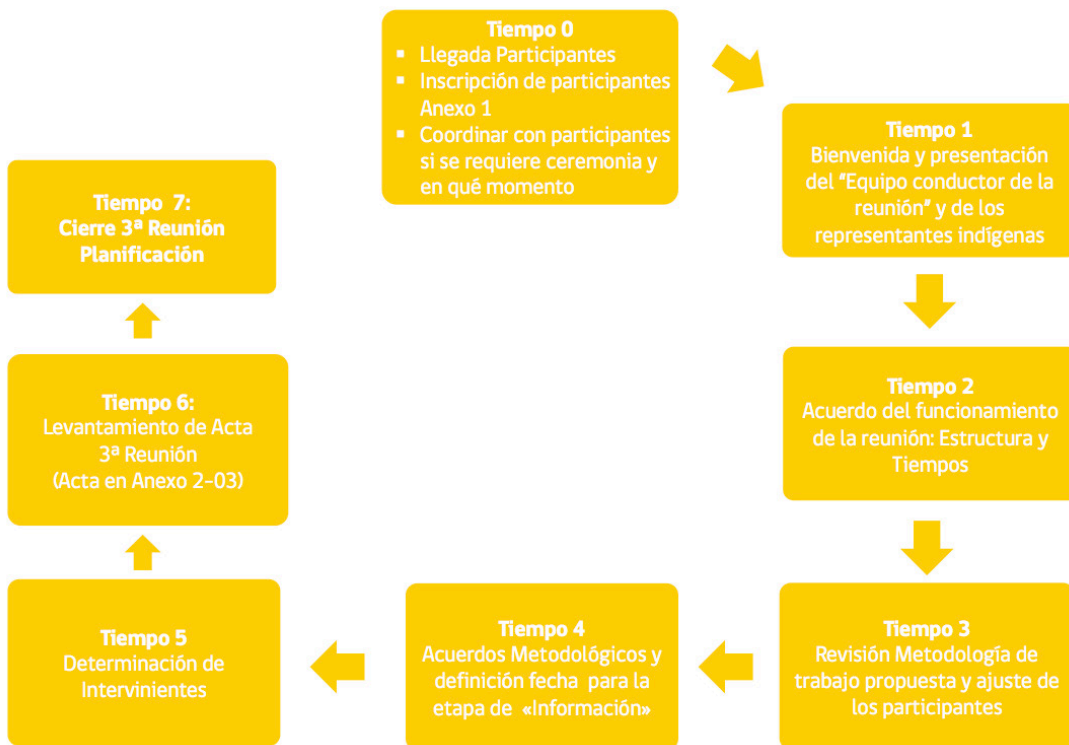 Tiempo 0
▪ Llegada Participantes
▪ Inscripción de participantes
Anexo 1
▪ Coordinar con participantes
si se requiere ceremonia y
en qué momento
Tiempo 1
Bienvenida y presentación
del "Equipo conductor de la
reunión" y de los
representantes indígenas
Tiempo 2
Acuerdo del funcionamiento
de la reunión: Estructura y
Tiempos
Tiempo 3
Revisión Metodología de
trabajo propuesta y ajuste de
los participantes
Tiempo 4
Acuerdos Metodológicos y
definición fecha para la
etapa de «Información»
Tiempo 5
Determinación de
Intervinientes
Tiempo 6:
Levantamiento de Acta
3ª Reunión
(Acta en Anexo 2-03)
Tiempo 7:
Cierre 3ª Reunión
Planificación